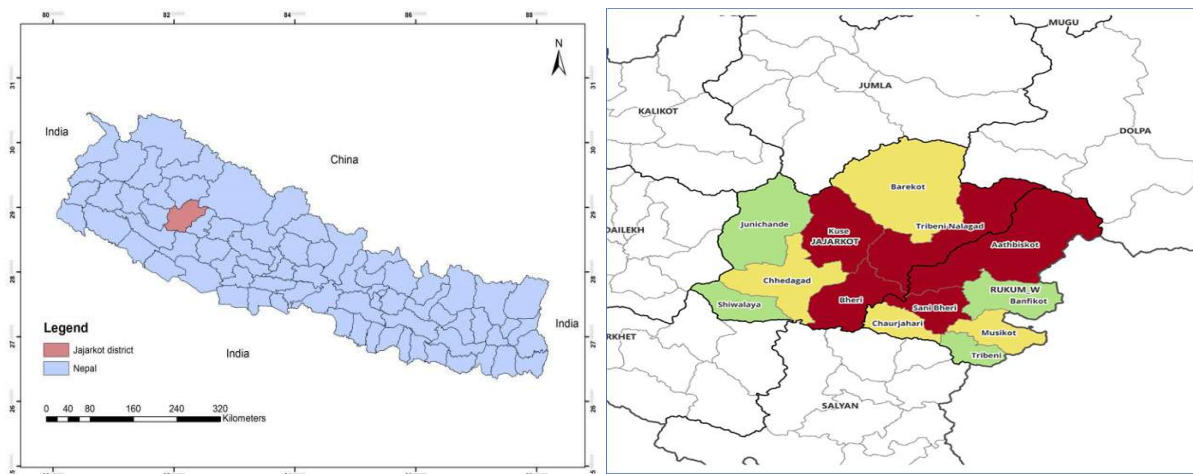 80
82
84
86
88
N
31
30
29
28
27
26
India
China
India
India
Legend
Jajarkot district
Nepal
0 40 80 160 240 320
Kilometers
MUGU
JUMLA
KALIKOT
DOLPA
Barekot
Junichande
Kuse
JAJARKOT
Tribeni Nalagad
Aathbiskot
DAILEKH
Chhedagad
RUKUM_W
Banfikot
Shiwalaya
Bheri
Sani Bheri
Chaurjahari
Musikot
RKHET
Tribeni
SALYAN